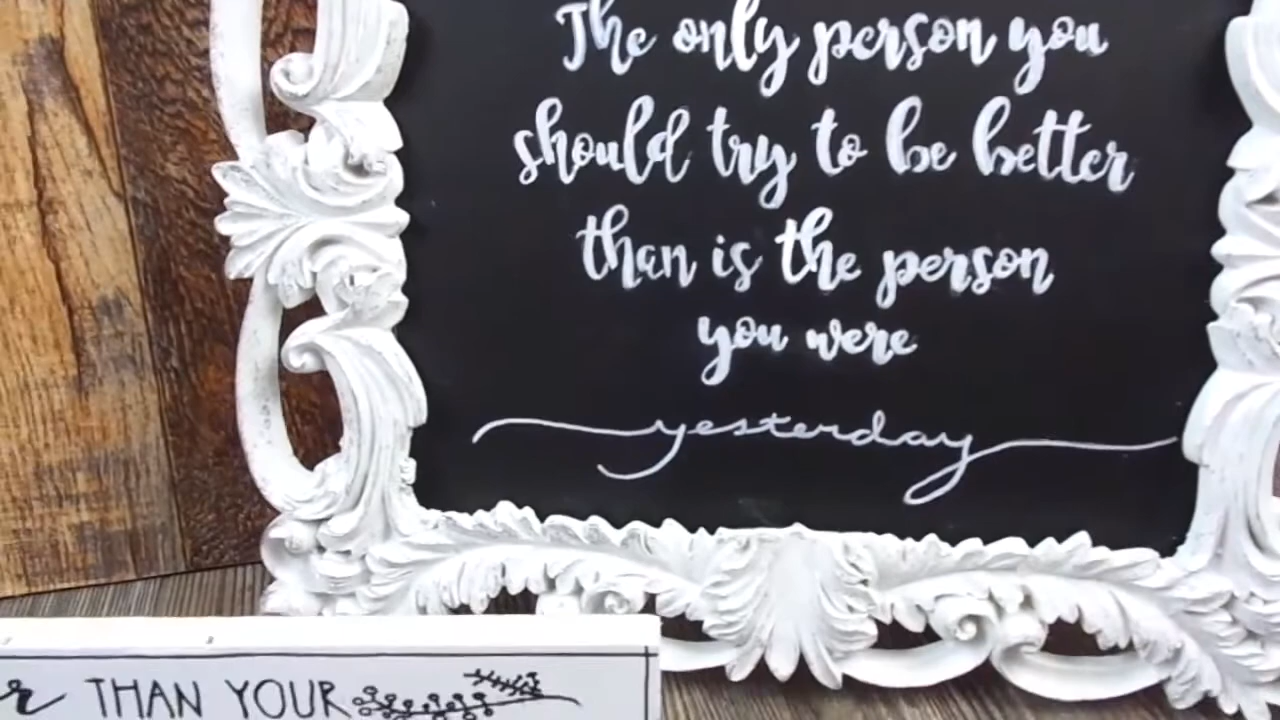 The only person you
should try to be better
than is the person
you were
yesterday
THAN YOUR